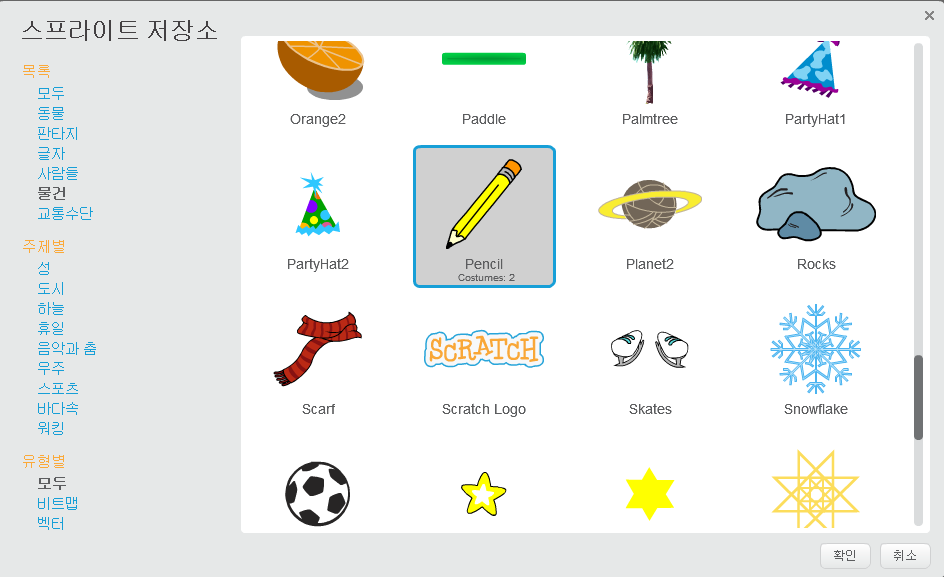 스프라이트 저장소
목록
모두
동물
판타지
글자
사람들
물건
교통수단
주제별
성
도시
하늘
휴일
음악과 춤
우주
스포츠
바다속
워킹
유형별
모두
비트맵
벡터
Orange2 Paddle Palmtree PartyHat1
PartyHat2 Pencil Planet2 Rocks
Costumes: 2
SCRATCH
Scarf Scratch Logo Skates Snowflake
확인 취소